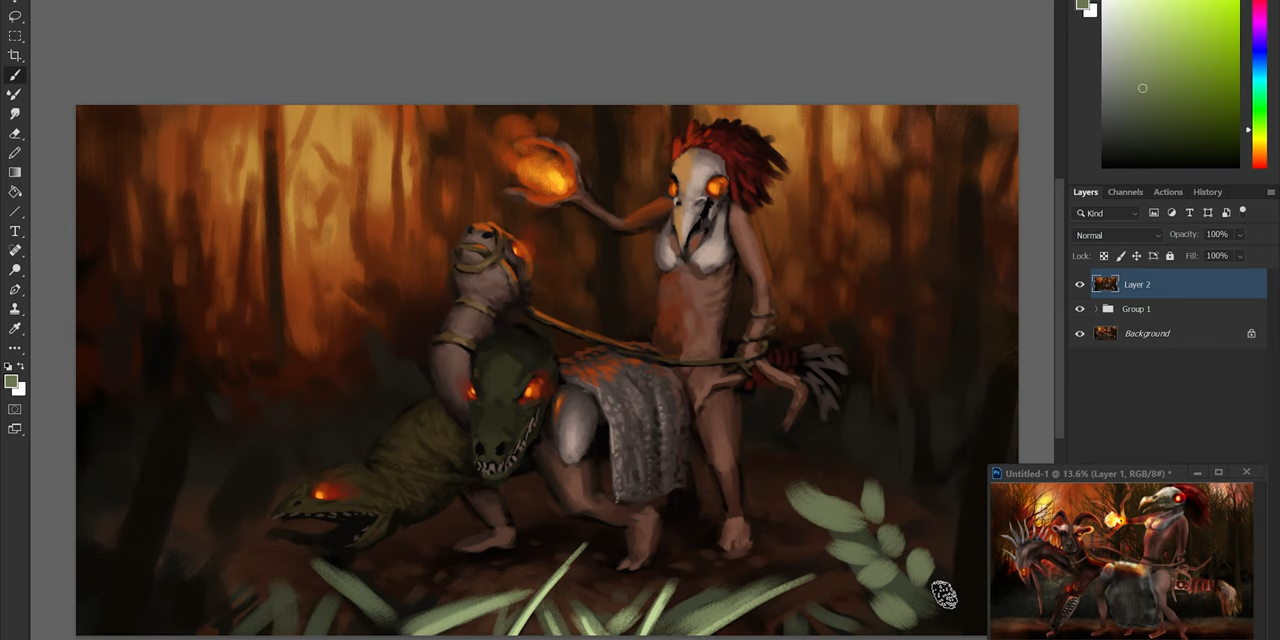 Layers Channels Actions History
Kind
Normal Opacity: 100%
Lock: Fill: 100%
Layer 2
Group 1
Background
Untitled-1 @ 13.6% (Layer 1, RGB/8#) *